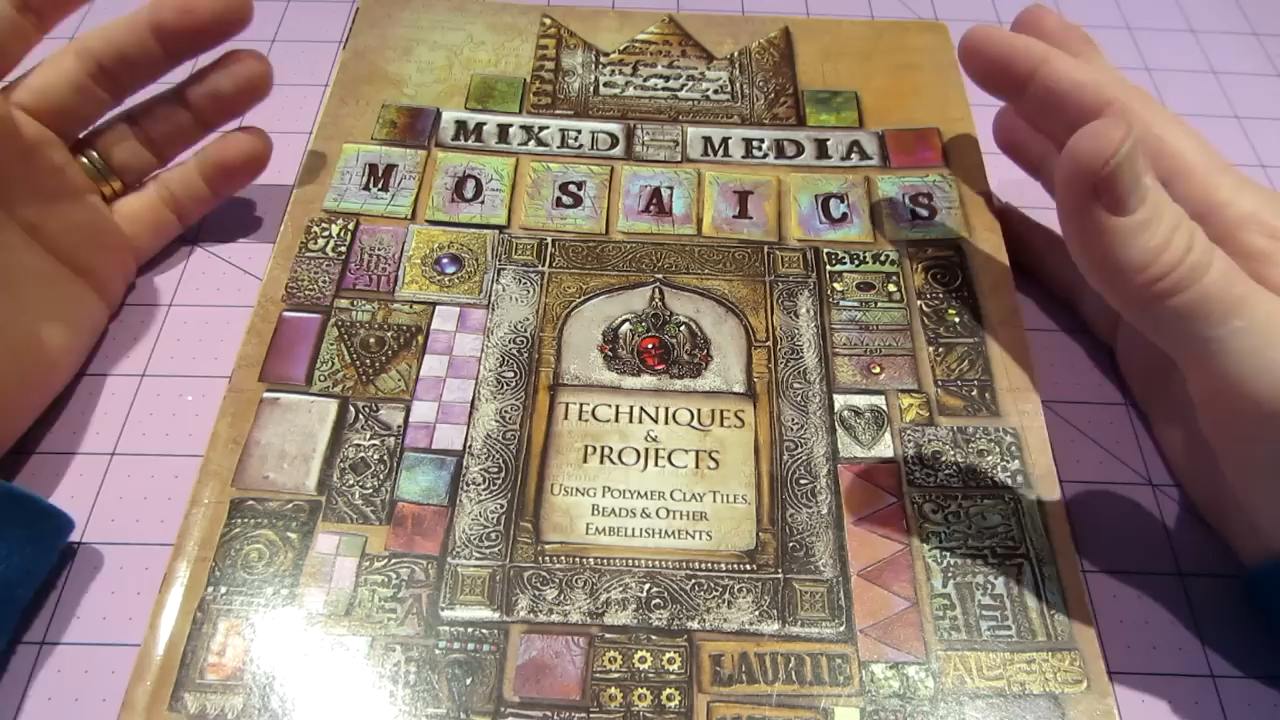 MIXED MEDIA
MOSAICS
TECHNIQUES
&
PROJECTS
USING POLYMER CLAY TILES,
BEADS & OTHER
EMBELLISHMENTS
LAURIE